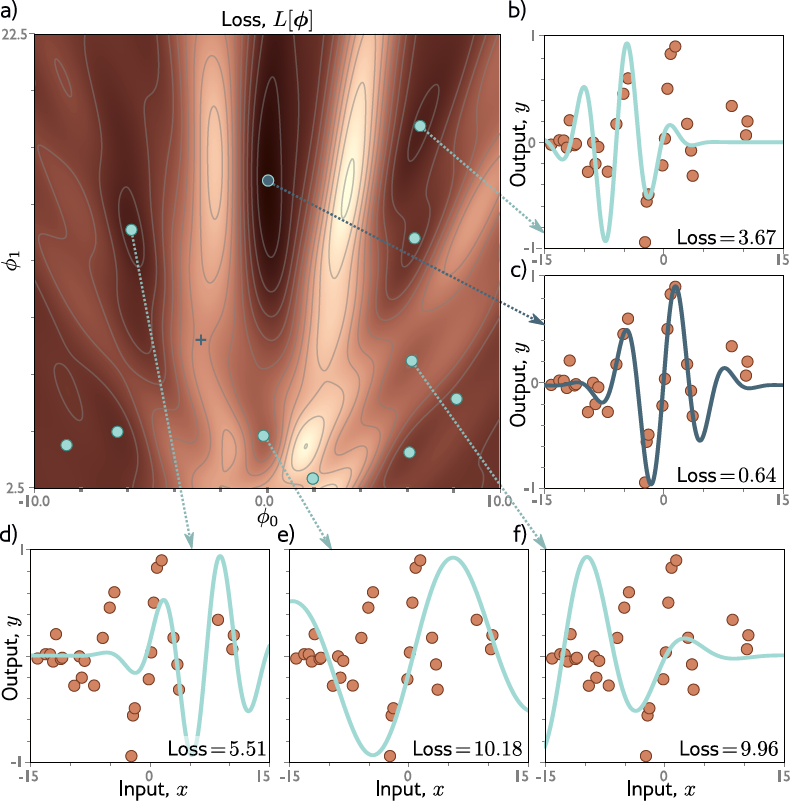 a)
Loss, L[ϕ]
22.5
ϕ₁
2.5
-10.0
0.0
10.0
ϕ₀
b)
1
Output, y
0
-1
Loss = 3.67
-15
0
15
c)
1
Output, y
0
-1
Loss = 0.64
-15
0
15
d)
1
Output, y
-1
Loss = 5.51
-15
0
15
Input, x
e)
Loss = 10.18
-15
0
15
Input, x
f)
Loss = 9.96
-15
0
15
Input, x